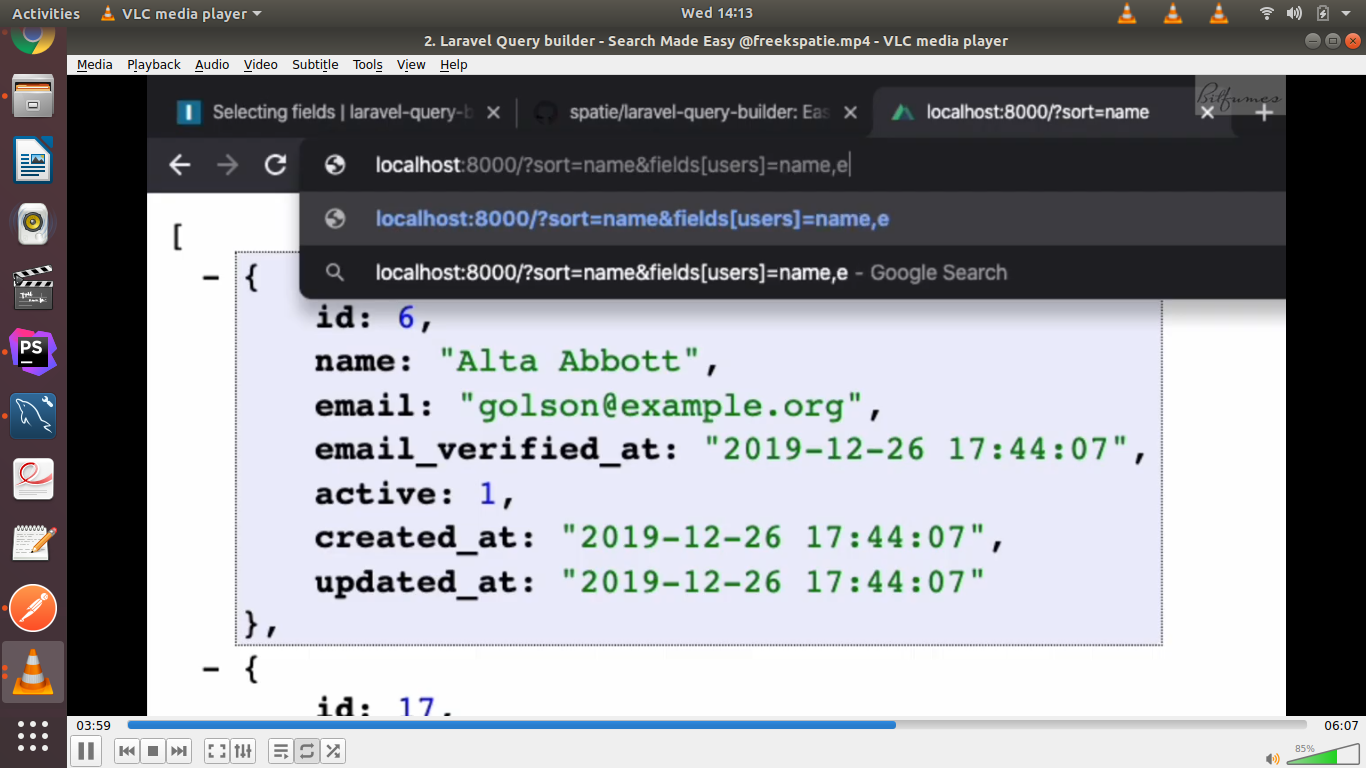 Activities VLC media player Wed 14:13
2. Laravel Query builder - Search Made Easy @freekspatie.mp4 - VLC media player
Media Playback Audio Video Subtitle Tools View Help
Bitfumes
Selecting fields | laravel-query-b spatie/laravel-query-builder: Eas localhost:8000/?sort=name
localhost:8000/?sort=name&fields[users]=name,e
localhost:8000/?sort=name&fields[users]=name,e
localhost:8000/?sort=name&fields[users]=name,e - Google Search
[
- {
id: 6,
name: "Alta Abbott",
email: "golson@example.org",
email_verified_at: "2019-12-26 17:44:07",
active: 1,
created_at: "2019-12-26 17:44:07",
updated_at: "2019-12-26 17:44:07"
},
- {
id: 17,
PS
03:59 06:07
85%